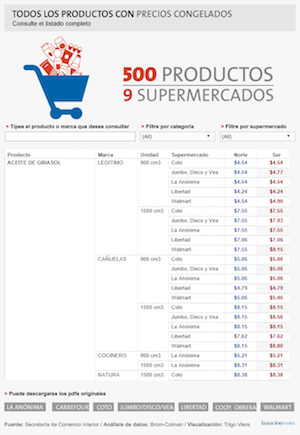 TODOS LOS PRODUCTOS CON PRECIOS CONGELADOS
Consulte el listado completo
500 PRODUCTOS
9 SUPERMERCADOS
> Tipee el producto o marca que desea consultar
> Filtre por categoría
> Filtre por supermercado
(All)
(All)
Producto Marca Unidad Supermercado Norte Sur
ACEITE DE GIRASOL LEGITIMO 900 cm3 Coto $4.54 $4.54
Jumbo, Disco y Vea $4.54 $4.77
La Anónima $4.54 $4.54
Libertad $4.24 $4.24
Walmart $4.54 $4.90
1500 cm3 Coto $7.55 $7.55
Jumbo, Disco y Vea $7.55 $7.93
La Anónima $7.55 $7.55
Libertad $7.06 $7.06
Walmart $7.55 $8.15
CAÑUELAS 900 cm3 Coto $5.06 $5.06
Jumbo, Disco y Vea $5.06 $5.06
La Anónima $5.06 $5.06
Libertad $4.79 $4.79
Walmart $5.06 $5.46
1500 cm3 Coto $8.15 $8.15
Jumbo, Disco y Vea $8.15 $8.56
La Anónima $8.15 $8.15
Libertad $7.62 $7.62
Walmart $8.15 $8.80
COCINERO 900 cm3 La Anónima $5.21 $5.21
1500 cm3 La Anónima $8.31 $8.31
NATURA 1500 cm3 Coto $8.38 $8.38
> Puede descargarse los pdfs originales
LA ANÓNIMA CARREFOUR COTO JUMBO/DISCO/VEA LIBERTAD COOP. OBRERA WALMART
Fuente: Secretaría de Comercio Interior / Análisis de datos: Brom-Colman / Visualización: Trigo Viera
lanacion.com